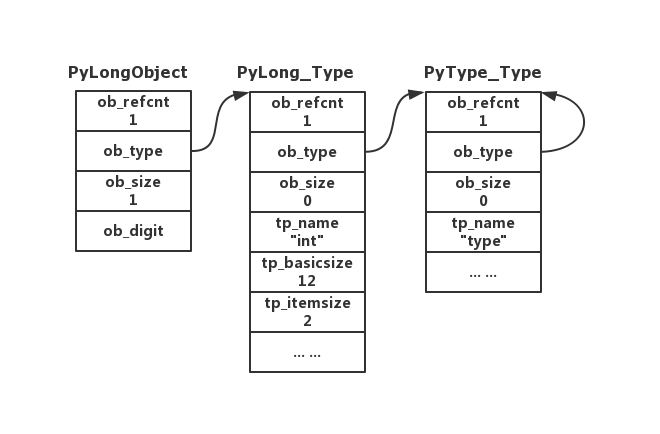 PyLongObject
ob_refcnt
1
ob_type
ob_size
1
ob_digit
PyLong_Type
ob_refcnt
1
ob_type
ob_size
0
tp_name
"int"
tp_basicsize
12
tp_itemsize
2
... ...
PyType_Type
ob_refcnt
1
ob_type
ob_size
0
tp_name
"type"
... ...